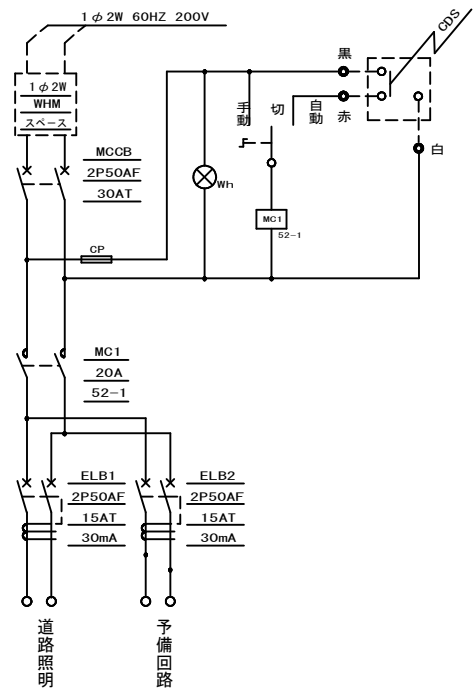 1φ2W 60HZ 200V
CDS
1φ2W
WHM
スペース
黒
手動
切
自動
赤
白
MCCB
2P50AF
30AT
Wh
MC1
52-1
CP
MC1
20A
52-1
ELB1
2P50AF
15AT
30mA
ELB2
2P50AF
15AT
30mA
道路照明
予備回路